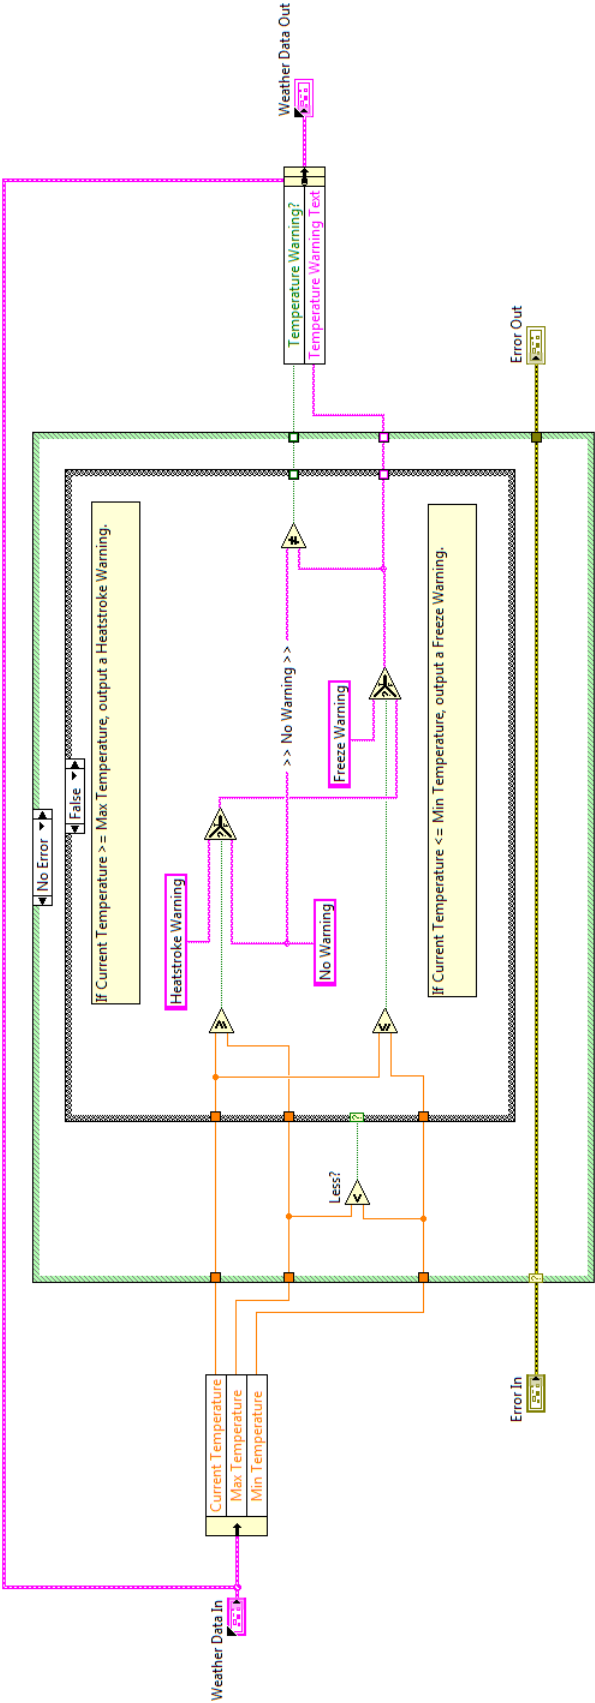 Weather Data In
Current Temperature
Max Temperature
Min Temperature
Error In
No Error
Less?
False
If Current Temperature >= Max Temperature, output a Heatstroke Warning.
Heatstroke Warning
No Warning
>> No Warning >>
Freeze Warning
If Current Temperature <= Min Temperature, output a Freeze Warning.
Temperature Warning?
Temperature Warning Text
Weather Data Out
Error Out